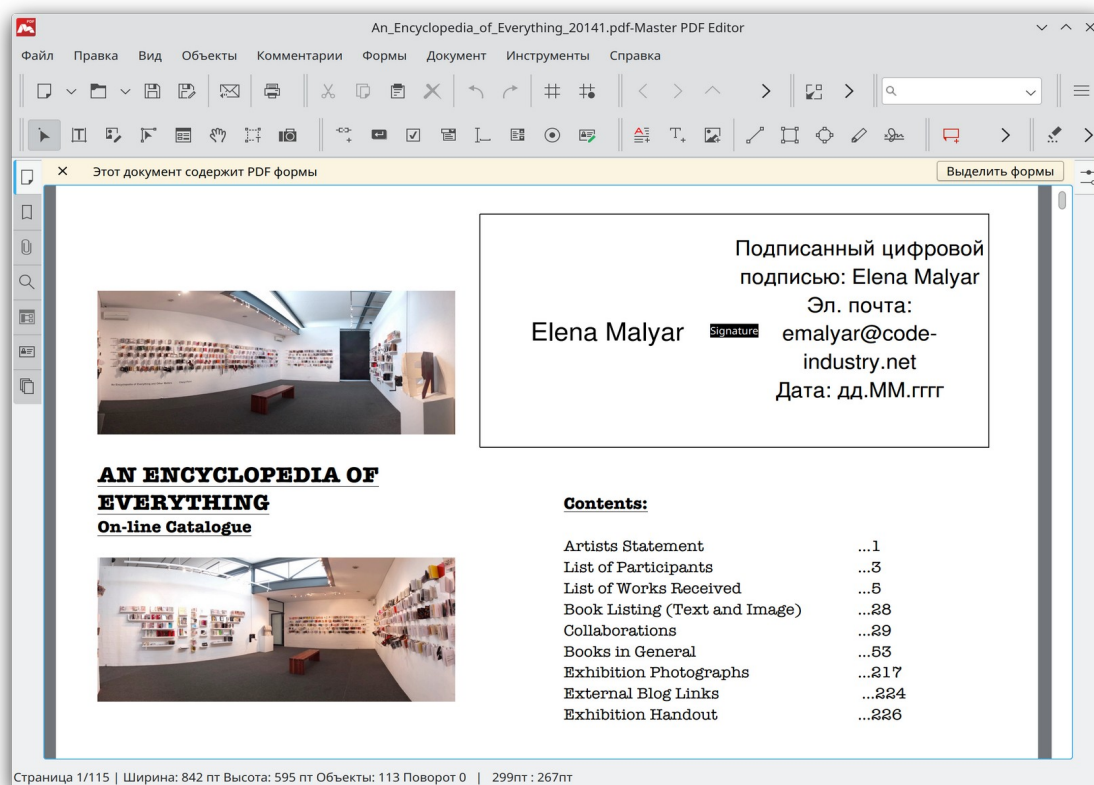 PDF
An_Encyclopedia_of_Everything_20141.pdf-Master PDF Editor
Файл Правка Вид Объекты Комментарии Формы Документ Инструменты Справка
Этот документ содержит PDF формы
Выделить формы
Подписанный цифровой
подписью: Elena Malyar
Эл. почта:
emalyar@code-
industry.net
Дата: дд.ММ.гггг
Elena Malyar
Signature
AN ENCYCLOPEDIA OF
EVERYTHING
On-line Catalogue
Contents:
Artists Statement ...1
List of Participants ...3
List of Works Received ...5
Book Listing (Text and Image) ...28
Collaborations ...29
Books in General ...53
Exhibition Photographs ...217
External Blog Links ...224
Exhibition Handout ...226
Страница 1/115 | Ширина: 842 пт Высота: 595 пт Объекты: 113 Поворот 0 | 299пт : 267пт